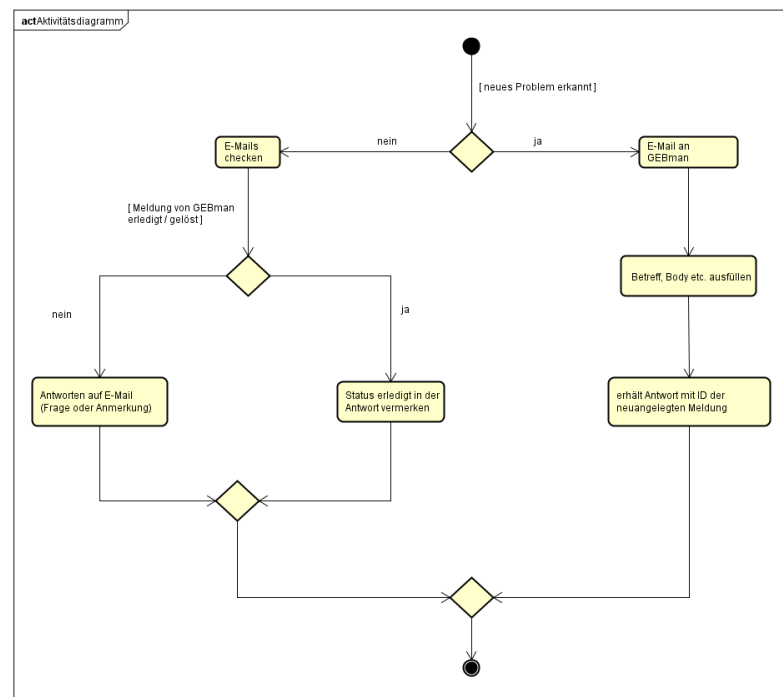 actAktivitätsdiagramm
[ neues Problem erkannt ]
nein
ja
E-Mails
checken
E-Mail an
GEBman
[ Meldung von GEBman
erledigt / gelöst ]
Betreff, Body etc. ausfüllen
nein
ja
Antworten auf E-Mail
(Frage oder Anmerkung)
Status erledigt in der
Antwort vermerken
erhält Antwort mit ID der
neuangelegten Meldung